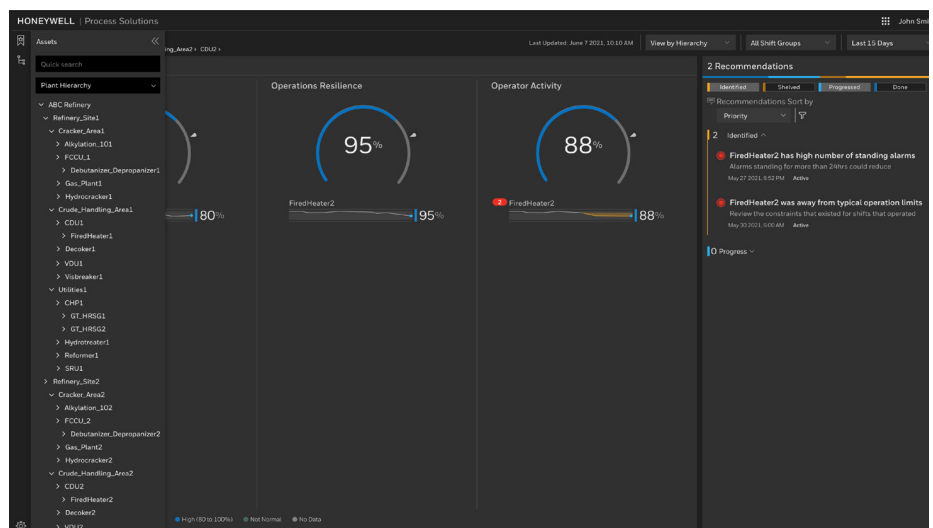 HONEYWELL | Process Solutions
John Smi
Assets
ing_Area2 › CDU2 ›
Last Updated: June 7 2021, 10:10 AM
View by Hierarchy
All Shift Groups
Last 15 Days
Quick search
Plant Hierarchy
ABC Refinery
Refinery_Site1
Cracker_Area1
Alkylation_101
FCCU_1
Debutanizer_Depropanizer1
Gas_Plant1
Hydrocracker1
Crude_Handling_Area1
CDU1
FiredHeater1
Decoker1
VDU1
Visbreaker1
Utilities1
CHP1
GT_HRSG1
GT_HRSG2
Hydrotreater1
Reformer1
SRU1
Refinery_Site2
Cracker_Area2
Alkylation_102
FCCU_2
Debutanizer_Depropanizer2
Gas_Plant2
Hydrocracker2
Crude_Handling_Area2
CDU2
FiredHeater2
Decoker2
VDU2
80%
Operations Resilience
95%
FiredHeater2
95%
Operator Activity
88%
2 FiredHeater2
88%
High (80 to 100%)
Not Normal
No Data
2 Recommendations
Identified
Shelved
Progressed
Done
Recommendations Sort by
Priority
2 Identified
FiredHeater2 has high number of standing alarms
Alarms standing for more than 24hrs could reduce
May 27 2021, 8:52 PM Active
FiredHeater2 was away from typical operation limits
Review the constraints that existed for shifts that operated
May 30 2021, 5:00 AM Active
0 Progress